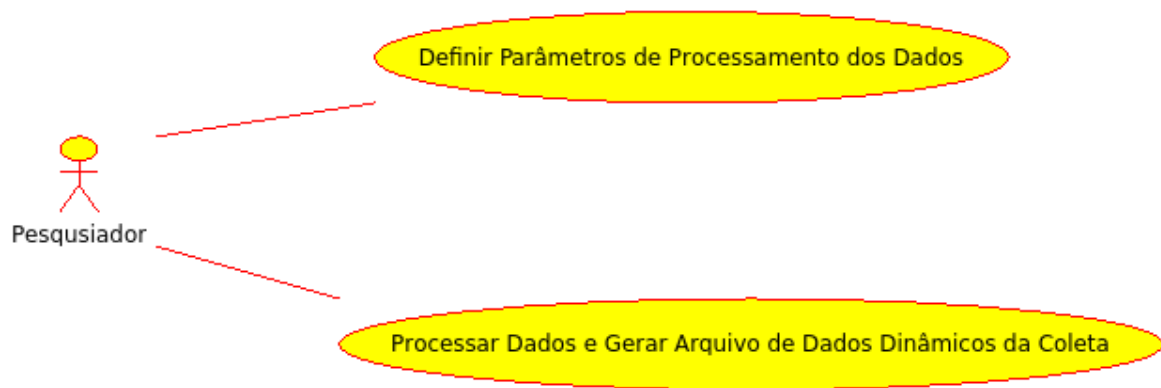 Definir Parâmetros de Processamento dos Dados
Pesqusiador
Processar Dados e Gerar Arquivo de Dados Dinâmicos da Coleta